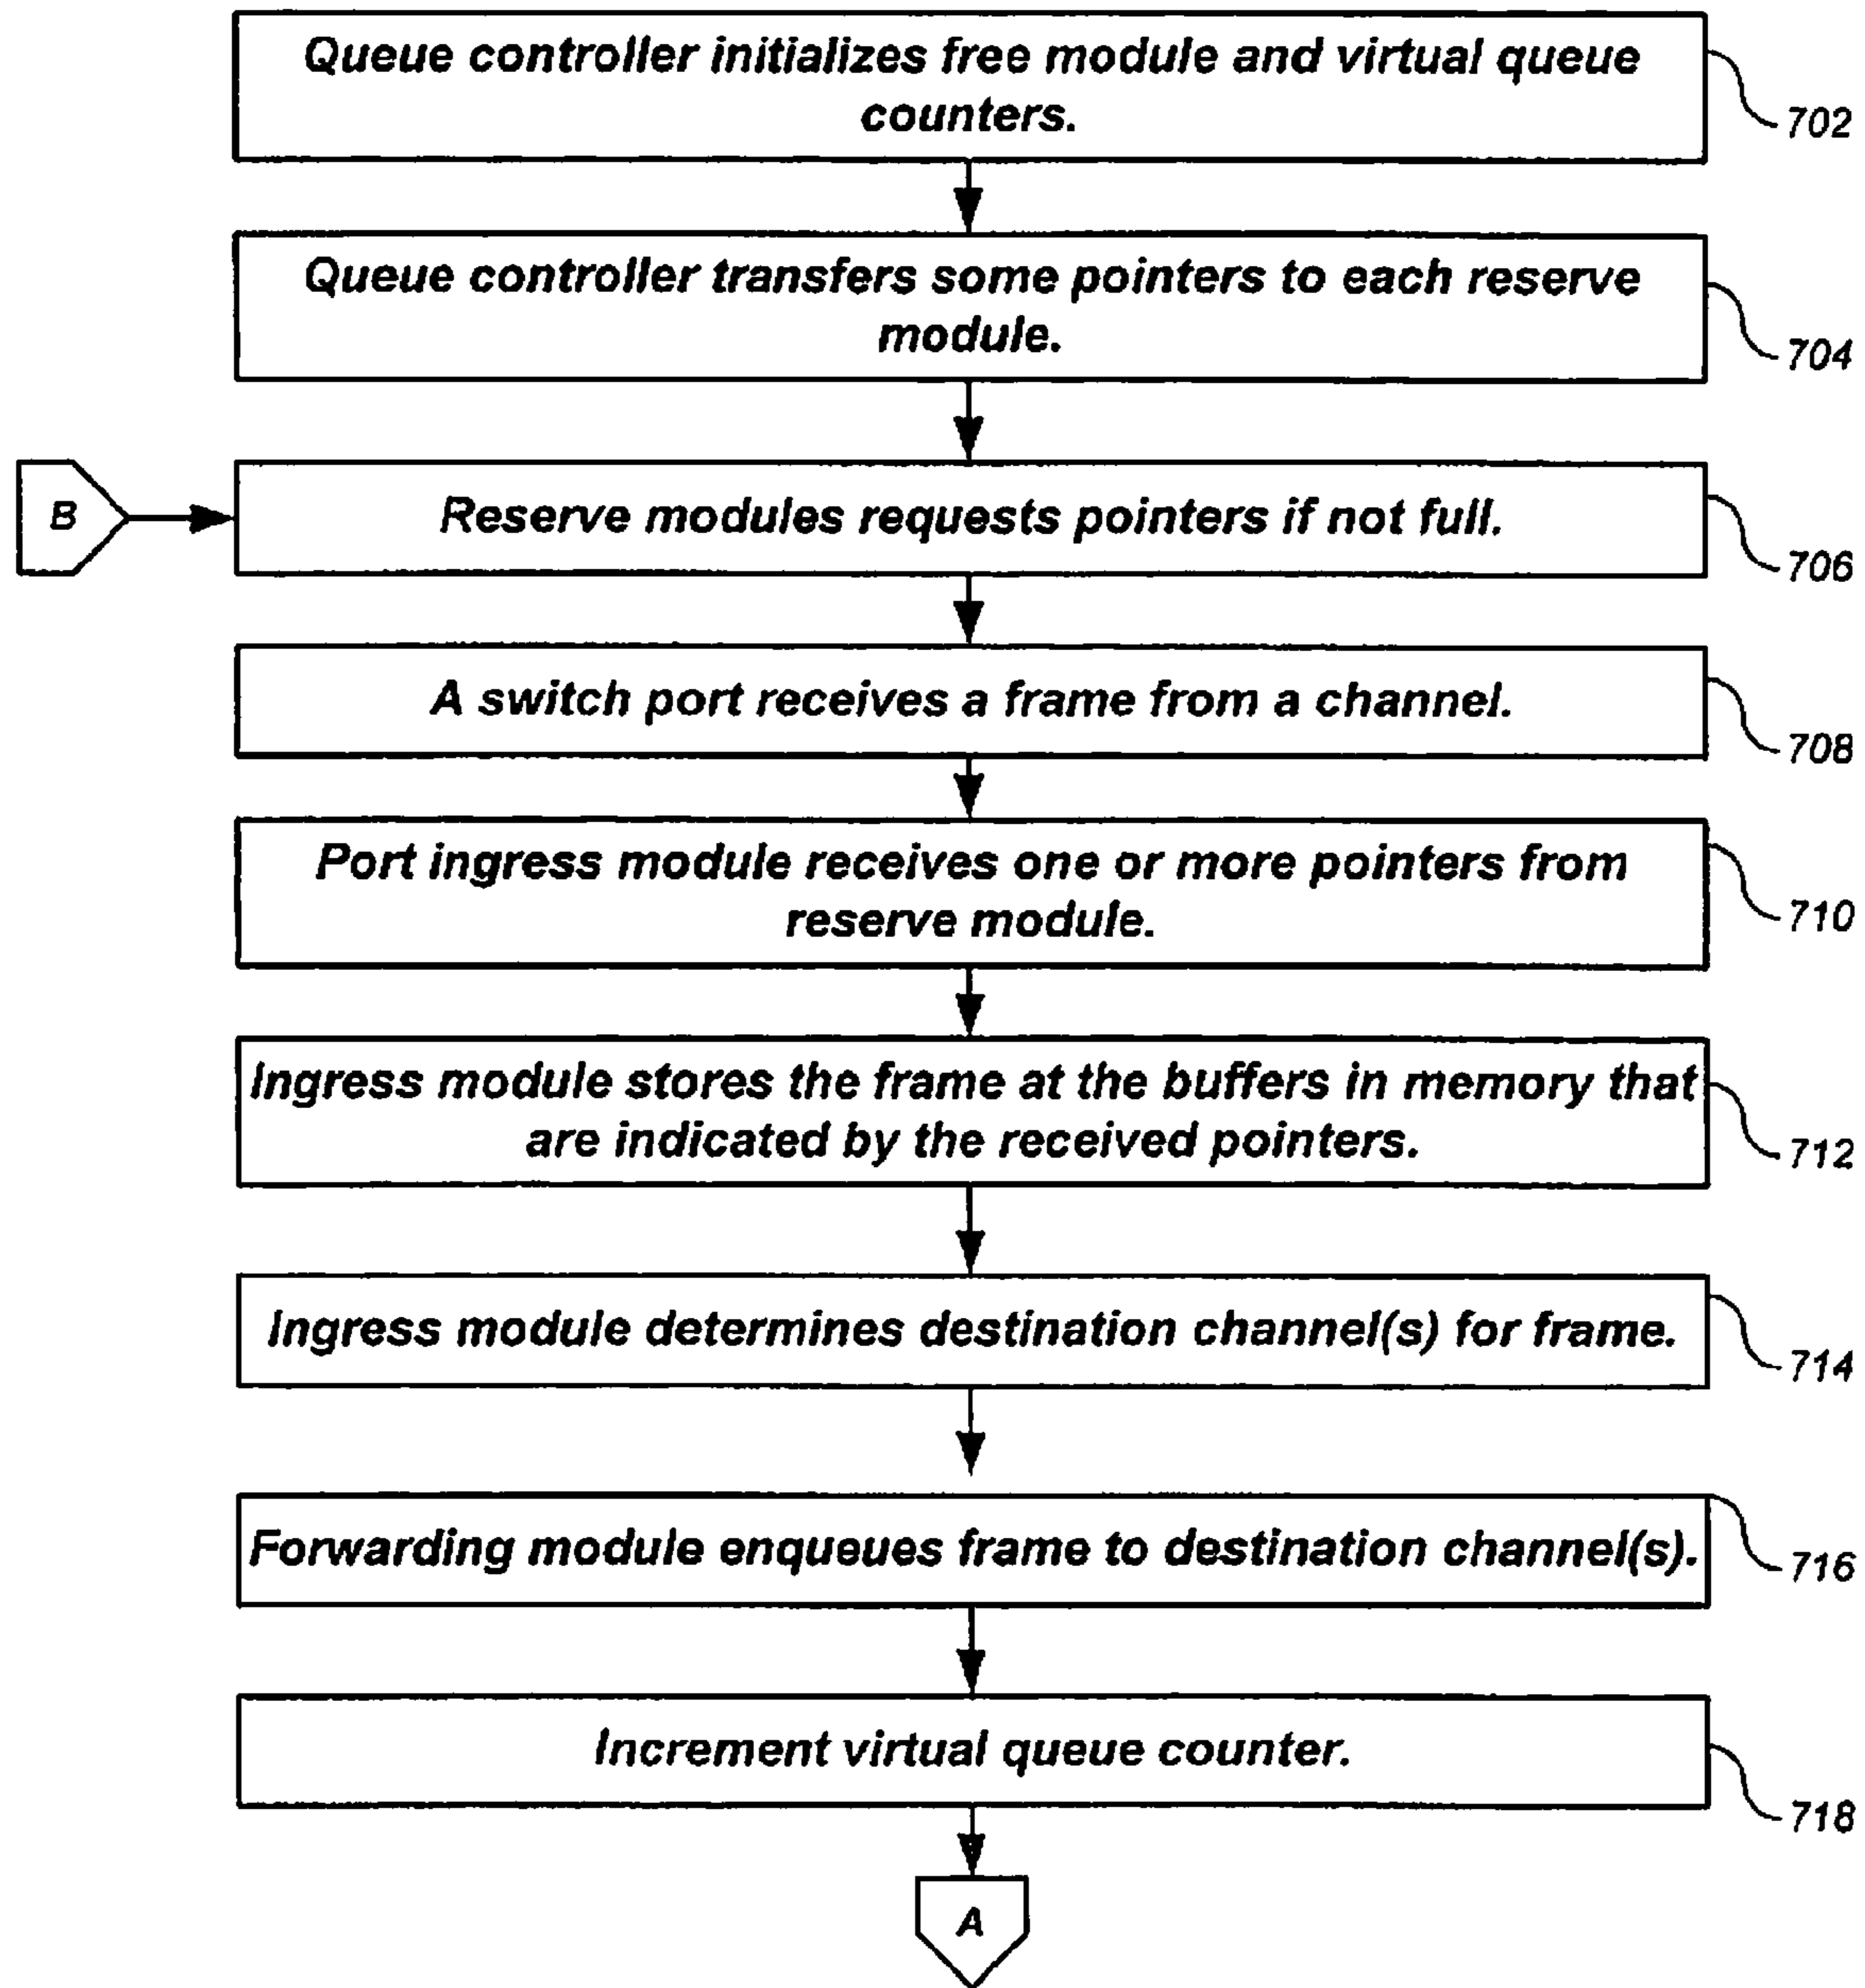 Queue controller initializes free module and virtual queue
counters.
702
Queue controller transfers some pointers to each reserve
module.
704
B
Reserve modules requests pointers if not full.
706
A switch port receives a frame from a channel.
708
Port ingress module receives one or more pointers from
reserve module.
710
Ingress module stores the frame at the buffers in memory that
are indicated by the received pointers.
712
Ingress module determines destination channel(s) for frame.
714
Forwarding module enqueues frame to destination channel(s).
716
Increment virtual queue counter.
718
A